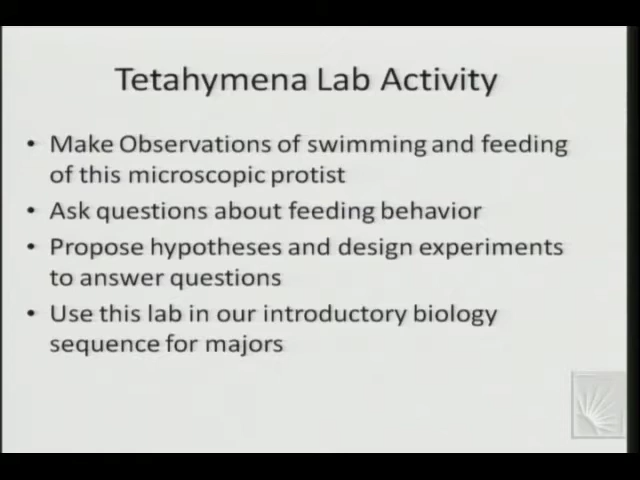 Tetahymena Lab Activity
• Make Observations of swimming and feeding
of this microscopic protist
• Ask questions about feeding behavior
• Propose hypotheses and design experiments
to answer questions
• Use this lab in our introductory biology
sequence for majors